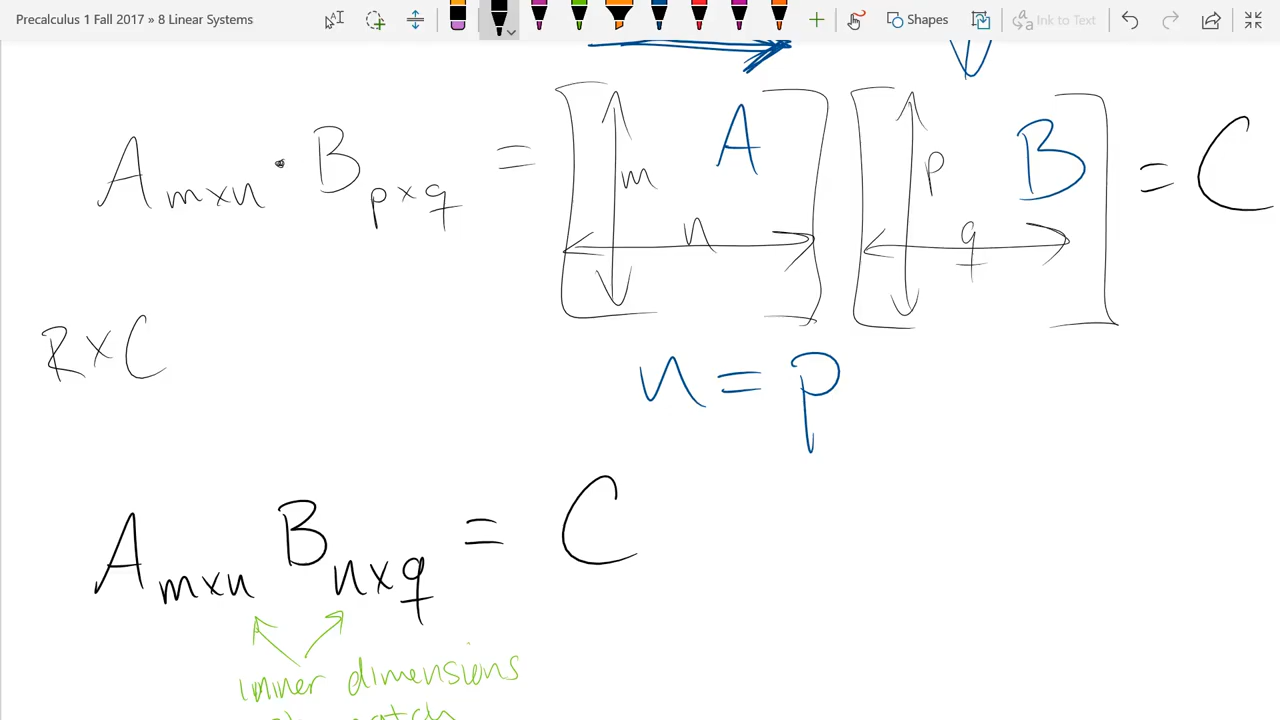 Precalculus 1 Fall 2017 » 8 Linear Systems
Shapes
Ink to Text
A m×n · B p×q = [ m n A ] [ p q B ] = C
R×C
n = p
A m×n B n×q = C
inner dimensions